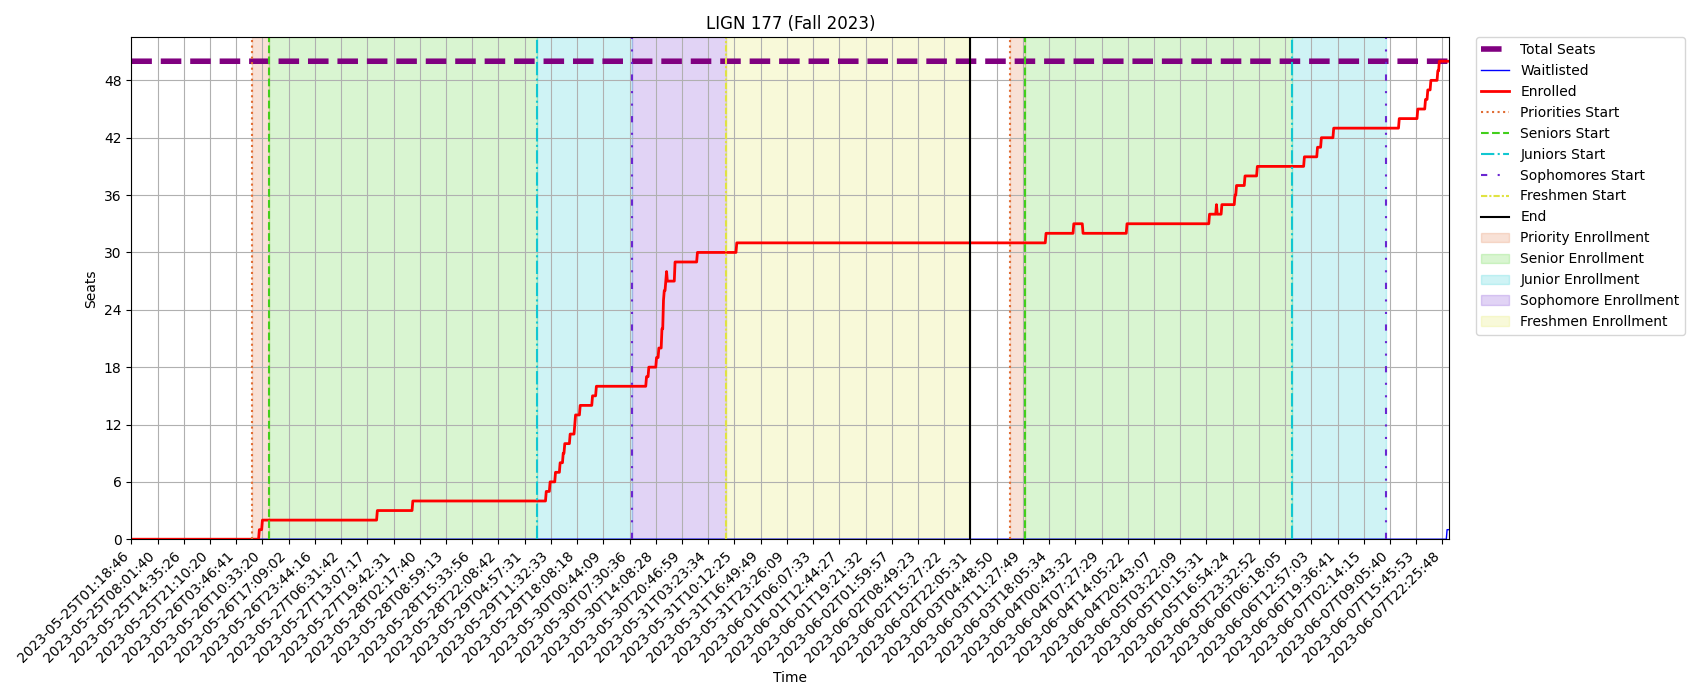 LIGN 177 (Fall 2023)
Total Seats
Waitlisted
Enrolled
Priorities Start
Seniors Start
Juniors Start
Sophomores Start
Freshmen Start
End
Priority Enrollment
Senior Enrollment
Junior Enrollment
Sophomore Enrollment
Freshmen Enrollment
Seats
48
42
36
30
24
18
12
6
0
2023-05-25T01:18:46
2023-05-25T08:01:40
2023-05-25T14:35:26
2023-05-25T21:10:20
2023-05-26T03:46:41
2023-05-26T10:33:20
2023-05-26T17:09:02
2023-05-26T23:44:16
2023-05-27T06:31:42
2023-05-27T13:07:17
2023-05-27T19:42:31
2023-05-28T02:17:40
2023-05-28T08:59:13
2023-05-28T15:33:56
2023-05-28T22:08:42
2023-05-29T04:57:31
2023-05-29T11:32:33
2023-05-29T18:08:18
2023-05-30T00:44:09
2023-05-30T07:30:36
2023-05-30T14:08:28
2023-05-30T20:46:59
2023-05-31T03:23:34
2023-05-31T10:12:25
2023-05-31T16:49:49
2023-05-31T23:26:09
2023-06-01T06:07:33
2023-06-01T12:44:27
2023-06-01T19:21:32
2023-06-02T01:59:57
2023-06-02T08:49:23
2023-06-02T15:27:22
2023-06-02T22:05:31
2023-06-03T04:48:50
2023-06-03T11:27:49
2023-06-03T18:05:34
2023-06-04T00:43:32
2023-06-04T07:27:29
2023-06-04T14:05:22
2023-06-04T20:43:07
2023-06-05T03:22:09
2023-06-05T10:15:31
2023-06-05T16:54:24
2023-06-05T23:32:52
2023-06-06T06:18:05
2023-06-06T12:57:03
2023-06-06T19:36:41
2023-06-07T02:14:15
2023-06-07T09:05:40
2023-06-07T15:45:53
2023-06-07T22:25:48
Time